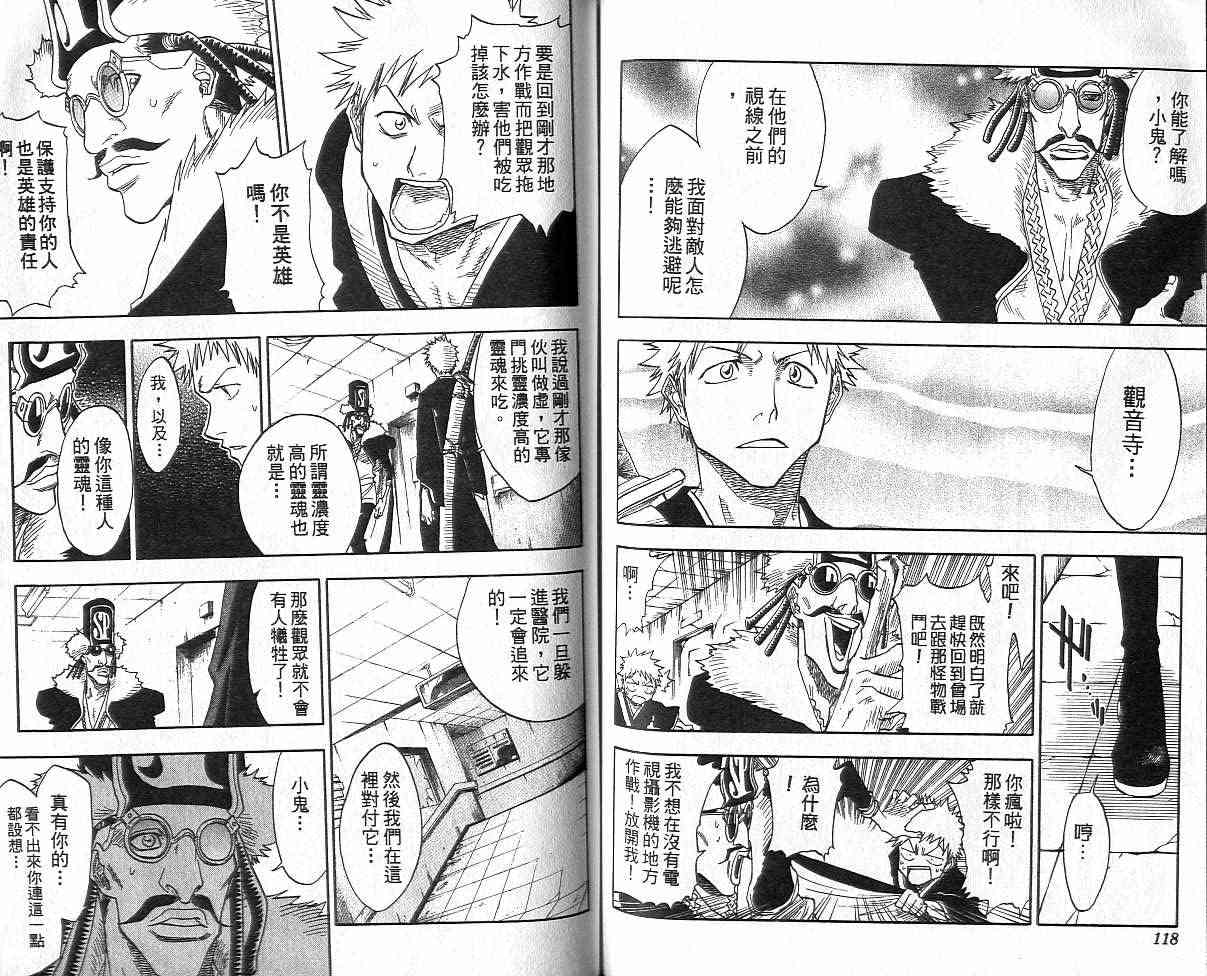 你能了解嗎
，小鬼？
在他們的
視線之前
，
我面對敵人怎
麼能夠逃避呢
…！
觀音寺…
哼…
來吧！
既然明白了就
趕快回到會場
去跟那怪物戰
鬥吧！
啊…
你瘋啦！
那樣不行啊！
為什麼
！
我不想在沒有電
視攝影機的地方
作戰！放開我！
118
要是回到剛才那地
方作戰而把觀眾拖
下水，害他們被吃
掉該怎麼辦？
你不是英雄
嗎！
保護支持你的人
也是英雄的責任
啊！
我說過剛才那傢
伙叫做虛，它專
門挑靈濃度高的
靈魂來吃。
所謂靈濃度
高的靈魂也
就是…
我，以及…
像你這種人
的靈魂！
我們一旦躲
進醫院，它
一定會追來
的！
然後我們在這
裡對付它…
那麼觀眾就不會
有人犧牲了！
小鬼…
真有你的…
看不出來你連這一點
都設想…